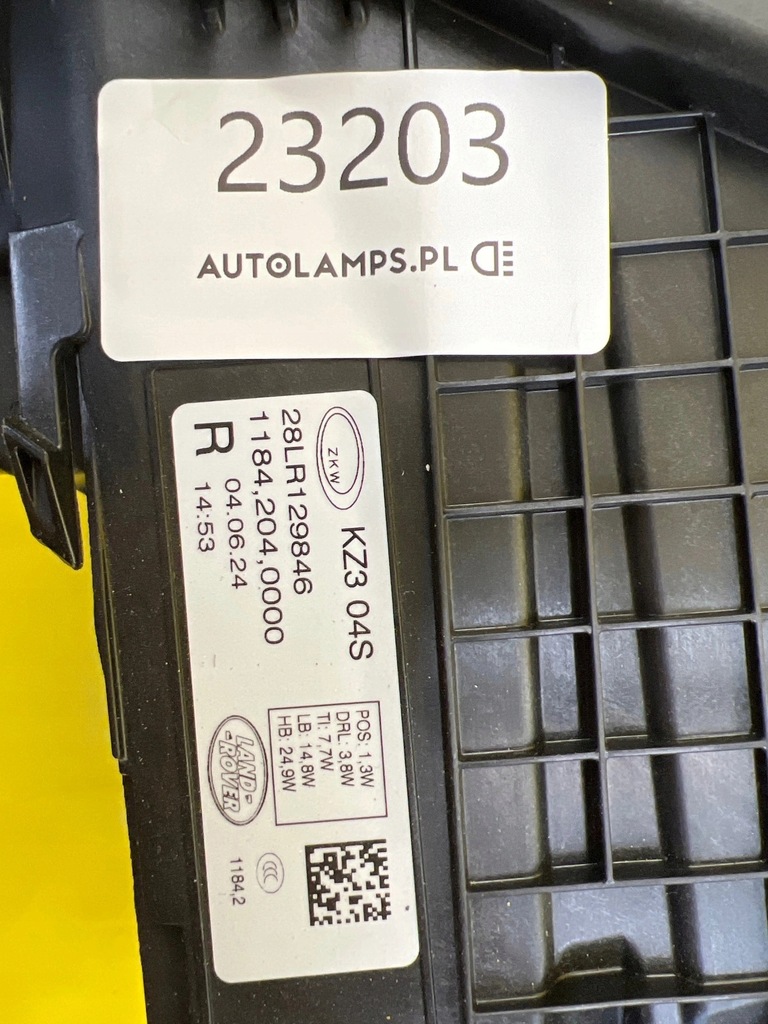 23203
AUTOLAMPS.PL
ZKW
KZ3 04S
28LR129846
1184,204,0000
R 04.06.24
14:53
POS: 1,3W
DRL: 3,8W
TI: 7,7W
LB: 14,8W
HB: 24,9W
LAND-
-ROVER
CCC
1184,2